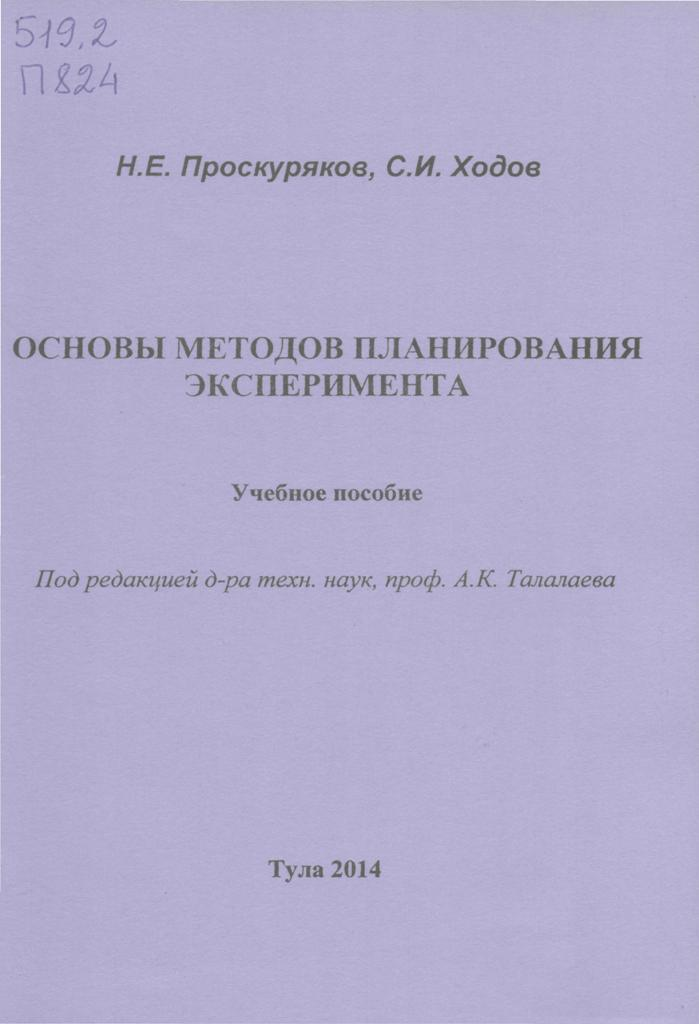 519.2
П824
Н.Е. Проскуряков, С.И. Ходов
ОСНОВЫ МЕТОДОВ ПЛАНИРОВАНИЯ
ЭКСПЕРИМЕНТА
Учебное пособие
Под редакцией д-ра техн. наук, проф. А.К. Талалаева
Тула 2014